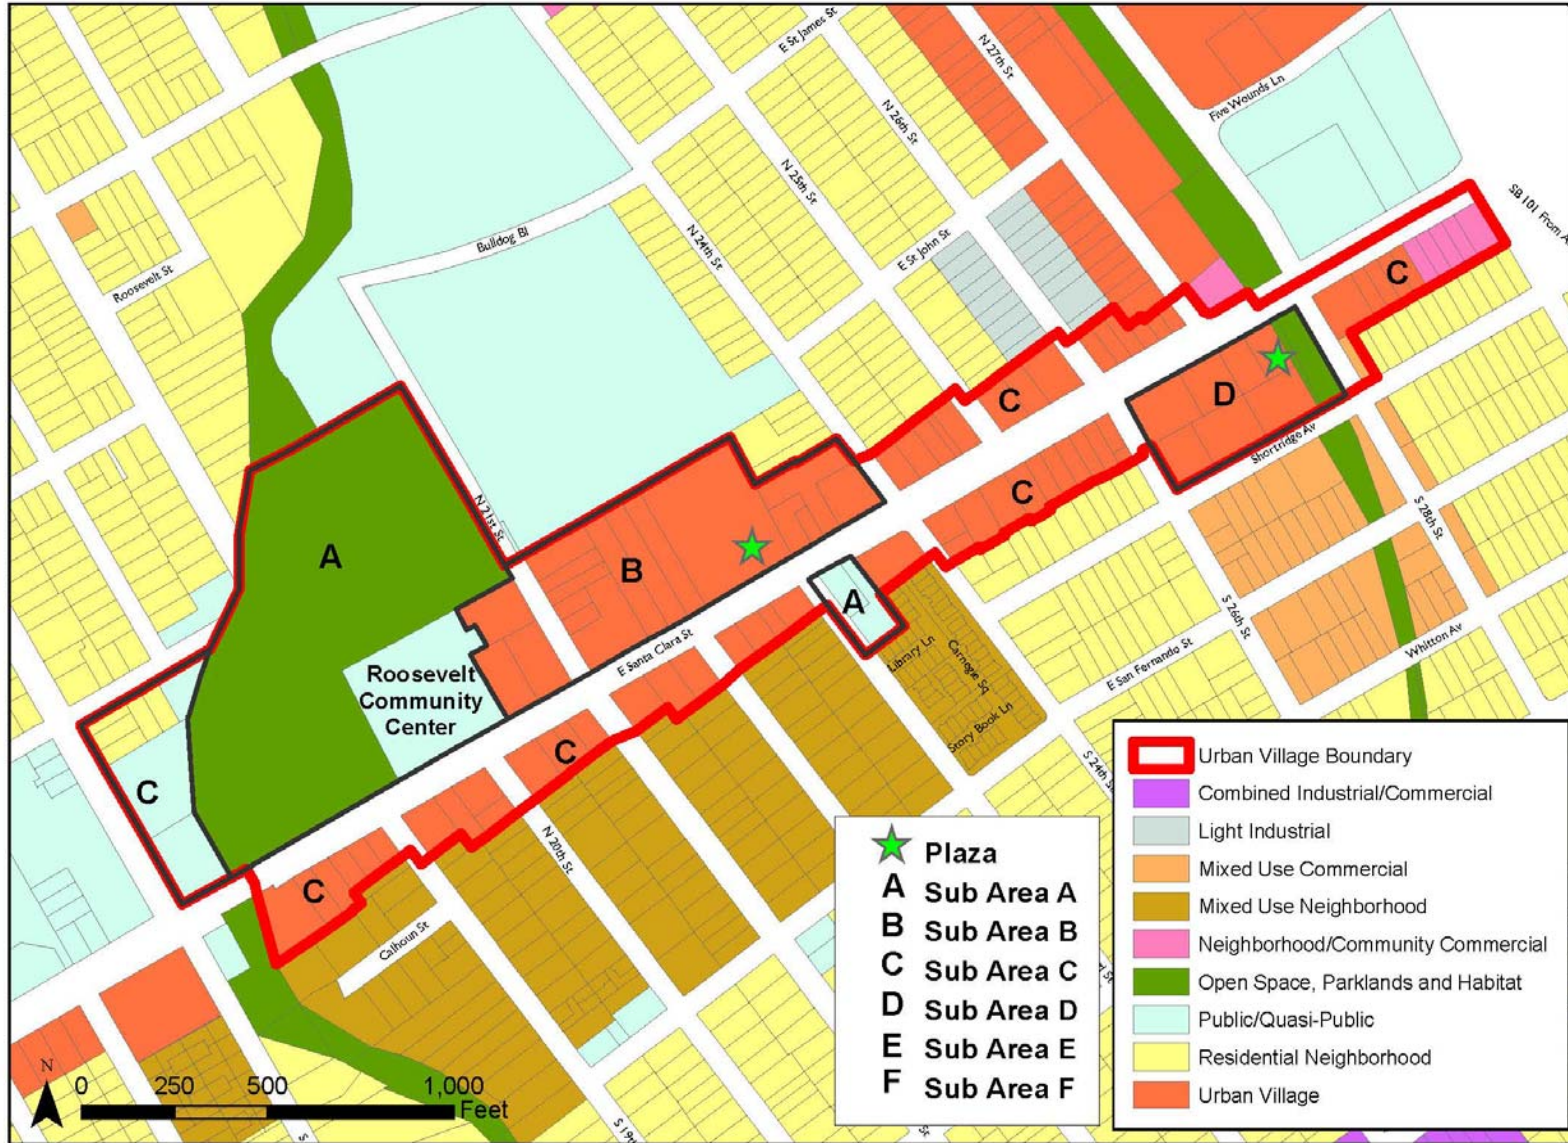 E St James St
N 27th St
Five Wounds Ln
N 26th St
N 25th St
SB 101 From A
Bulldog Bl
N 24th St
E St John St
Roosevelt St
C
C
D
A
N 21st St
C
Shortridge Av
B
S 28th St
A
E Santa Clara St
Library Ln
Carnegie Sq
S 26th St
Whitton Av
E San Fernando St
Roosevelt
Community
Center
Story Book Ln
C
C
S 24th St
N 20th St
C
Calhoun St
S 19th
St
S
N
0 250 500 1,000
Feet
Plaza
A Sub Area A
B Sub Area B
C Sub Area C
D Sub Area D
E Sub Area E
F Sub Area F
Urban Village Boundary
Combined Industrial/Commercial
Light Industrial
Mixed Use Commercial
Mixed Use Neighborhood
Neighborhood/Community Commercial
Open Space, Parklands and Habitat
Public/Quasi-Public
Residential Neighborhood
Urban Village